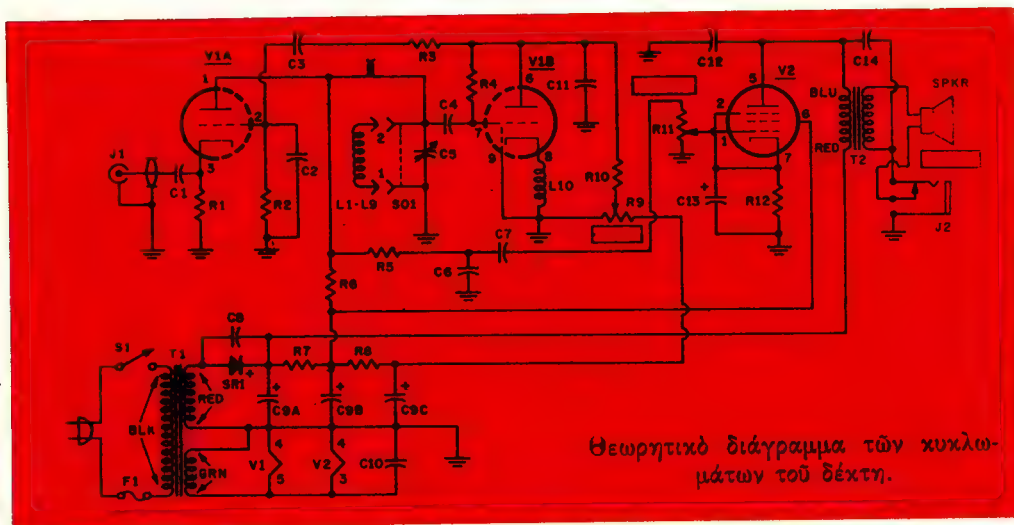 V1A
C3
R3
V1B
C12
V2
C14
SPKR
1
2
3
J1
C1
R1
R2
C2
2
1
L1-L9
SO1
C5
C4
R4
6
7
9
8
C11
L10
R10
R9
R11
2
1
5
6
7
C13
R12
BLU
RED
T2
J2
R5
C6
C7
R6
S1
T1
C8
SR1
R7
R8
RED
BLK
GRN
F1
C9A
C9B
C9C
V1
4
5
V2
4
3
C10
Θεωρητικὸ διάγραμμα τῶν κυκλω-
μάτων τοῦ δέκτη.